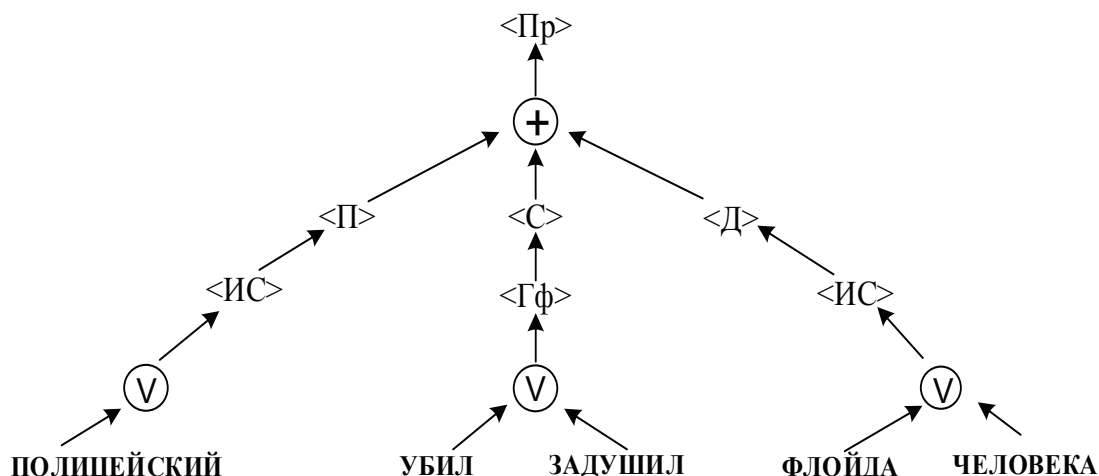 <Пр>
+
<П> <С> <Д>
<ИС> <Гф> <ИС>
V V V
ПОЛИЦЕЙСКИЙ УБИЛ ЗАДУШИЛ ФЛОЙДА ЧЕЛОВЕКА